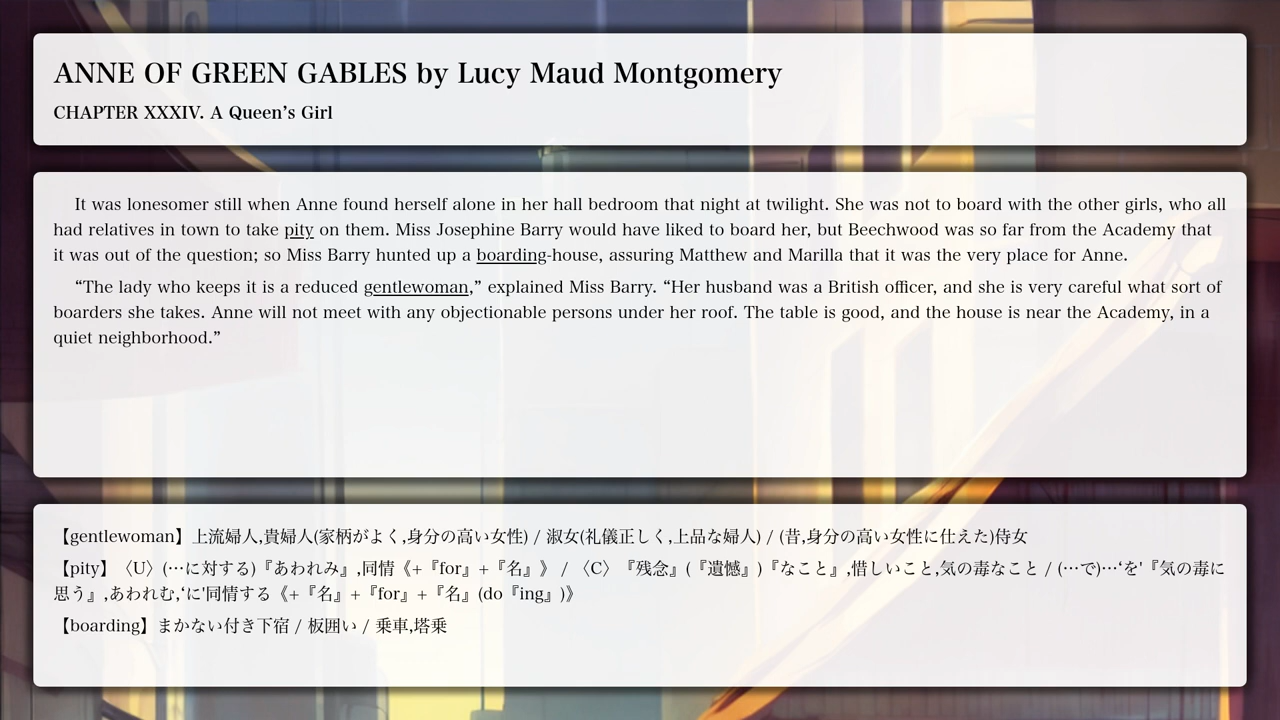 ANNE OF GREEN GABLES by Lucy Maud Montgomery
CHAPTER XXXIV. A Queen’s Girl
It was lonesomer still when Anne found herself alone in her hall bedroom that night at twilight. She was not to board with the other girls, who all
had relatives in town to take pity on them. Miss Josephine Barry would have liked to board her, but Beechwood was so far from the Academy that
it was out of the question; so Miss Barry hunted up a boarding-house, assuring Matthew and Marilla that it was the very place for Anne.
“The lady who keeps it is a reduced gentlewoman,” explained Miss Barry. “Her husband was a British officer, and she is very careful what sort of
boarders she takes. Anne will not meet with any objectionable persons under her roof. The table is good, and the house is near the Academy, in a
quiet neighborhood.”
【gentlewoman】上流婦人,貴婦人(家柄がよく,身分の高い女性) / 淑女(礼儀正しく,上品な婦人) / (昔,身分の高い女性に仕えた)侍女
【pity】〈U〉(…に対する)『あわれみ』,同情《+『for』+『名』》 / 〈C〉『残念』(『遺憾』)『なこと』,惜しいこと,気の毒なこと / (…で)…‘を'『気の毒に
思う』,あわれむ,‘に'同情する《+『名』+『for』+『名』(do『ing』)》
【boarding】まかない付き下宿 / 板囲い / 乗車,塔乗